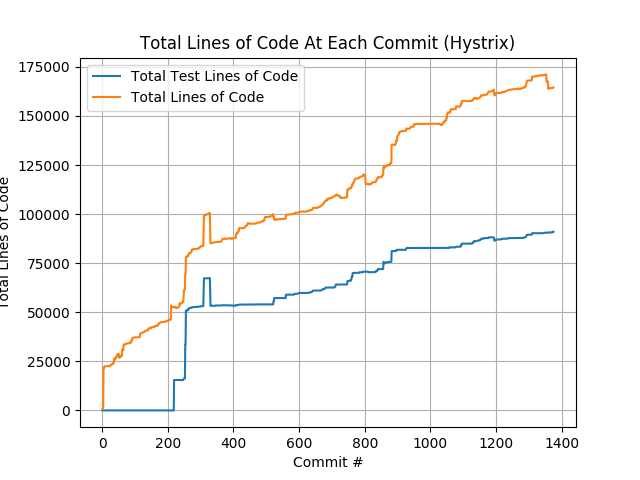 Total Lines of Code At Each Commit (Hystrix)
Total Test Lines of Code
Total Lines of Code
Total Lines of Code
175000
150000
125000
100000
75000
50000
25000
0
0 200 400 600 800 1000 1200 1400
Commit #